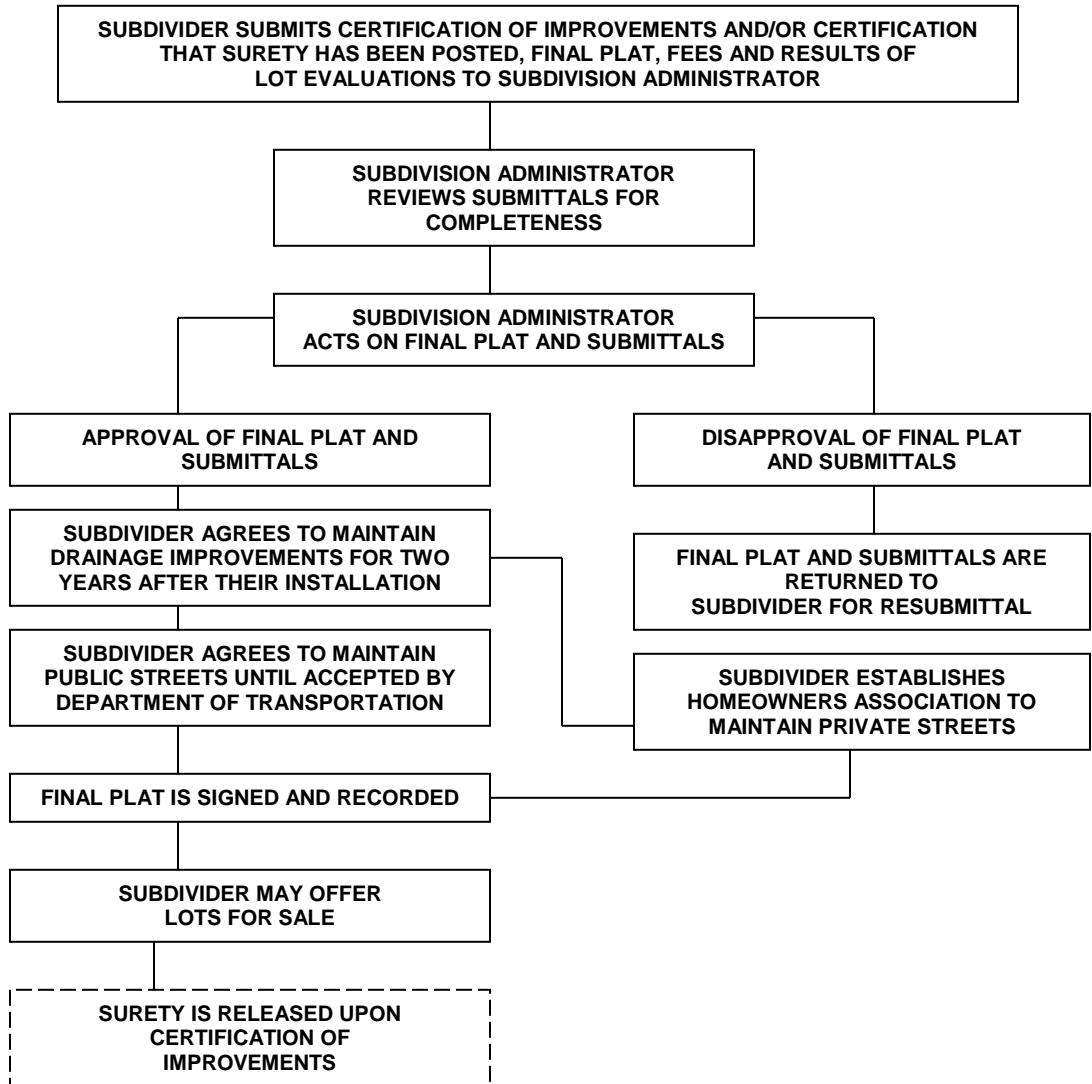 SUBDIVIDER SUBMITS CERTIFICATION OF IMPROVEMENTS AND/OR CERTIFICATION
THAT SURETY HAS BEEN POSTED, FINAL PLAT, FEES AND RESULTS OF
LOT EVALUATIONS TO SUBDIVISION ADMINISTRATOR
SUBDIVISION ADMINISTRATOR
REVIEWS SUBMITTALS FOR
COMPLETENESS
SUBDIVISION ADMINISTRATOR
ACTS ON FINAL PLAT AND SUBMITTALS
APPROVAL OF FINAL PLAT AND
SUBMITTALS
DISAPPROVAL OF FINAL PLAT
AND SUBMITTALS
SUBDIVIDER AGREES TO MAINTAIN
DRAINAGE IMPROVEMENTS FOR TWO
YEARS AFTER THEIR INSTALLATION
FINAL PLAT AND SUBMITTALS ARE
RETURNED TO
SUBDIVIDER FOR RESUBMITTAL
SUBDIVIDER AGREES TO MAINTAIN
PUBLIC STREETS UNTIL ACCEPTED BY
DEPARTMENT OF TRANSPORTATION
SUBDIVIDER ESTABLISHES
HOMEOWNERS ASSOCIATION TO
MAINTAIN PRIVATE STREETS
FINAL PLAT IS SIGNED AND RECORDED
SUBDIVIDER MAY OFFER
LOTS FOR SALE
SURETY IS RELEASED UPON
CERTIFICATION OF
IMPROVEMENTS